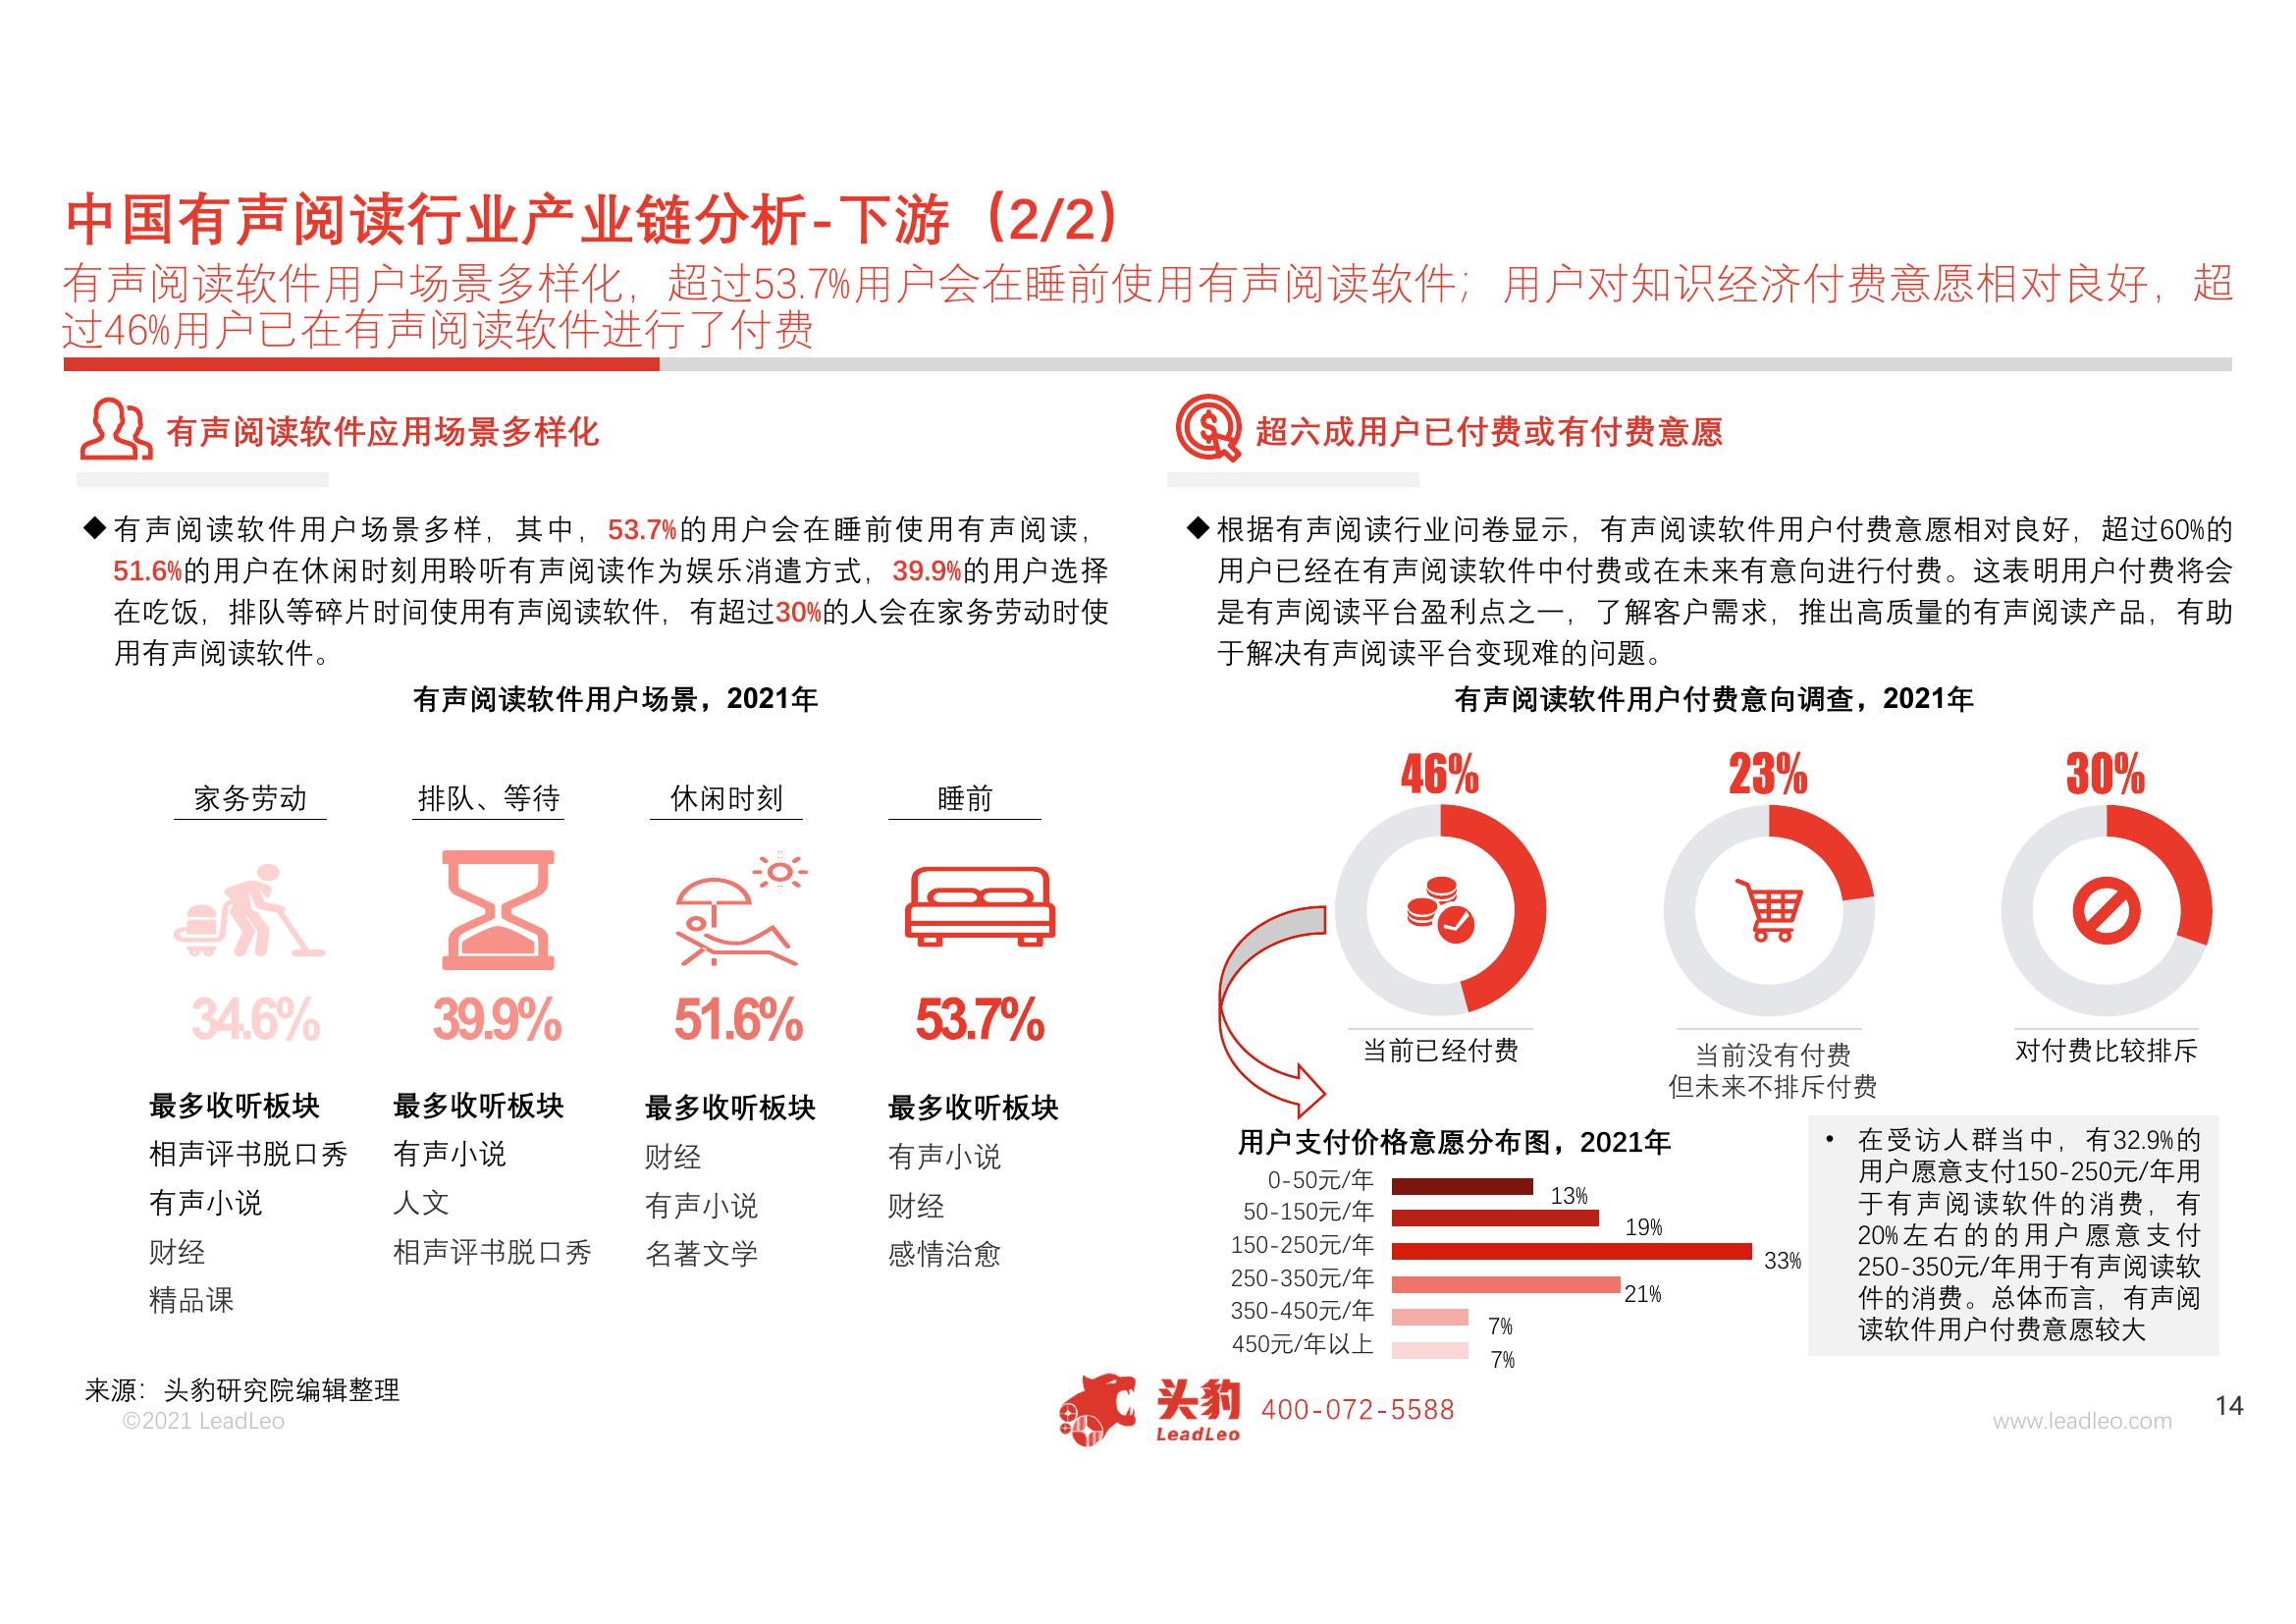 中国有声阅读行业产业链分析-下游（2/2）
有声阅读软件用户场景多样化，超过53.7%用户会在睡前使用有声阅读软件；用户对知识经济付费意愿相对良好，超
过46%用户已在有声阅读软件进行了付费
有声阅读软件应用场景多样化
◆有声阅读软件用户场景多样，其中，53.7%的用户会在睡前使用有声阅读，
51.6%的用户在休闲时刻用聆听有声阅读作为娱乐消遣方式，39.9%的用户选择
在吃饭，排队等碎片时间使用有声阅读软件，有超过30%的人会在家务劳动时使
用有声阅读软件。
有声阅读软件用户场景，2021年
家务劳动
排队、等待
休闲时刻
睡前
34.6%
39.9%
51.6%
53.7%
最多收听板块
相声评书脱口秀
有声小说
财经
精品课
最多收听板块
有声小说
人文
相声评书脱口秀
最多收听板块
财经
有声小说
名著文学
最多收听板块
有声小说
财经
感情治愈
超六成用户已付费或有付费意愿
◆根据有声阅读行业问卷显示，有声阅读软件用户付费意愿相对良好，超过60%的
用户已经在有声阅读软件中付费或在未来有意向进行付费。这表明用户付费将会
是有声阅读平台盈利点之一，了解客户需求，推出高质量的有声阅读产品，有助
于解决有声阅读平台变现难的问题。
有声阅读软件用户付费意向调查，2021年
46%
23%
30%
当前已经付费
当前没有付费
但未来不排斥付费
对付费比较排斥
用户支付价格意愿分布图，2021年
0-50元/年
13%
50-150元/年
19%
150-250元/年
33%
250-350元/年
21%
350-450元/年
7%
450元/年以上
7%
• 在受访人群当中，有32.9%的
用户愿意支付150-250元/年用
于有声阅读软件的消费，有
20%左右的的用户愿意支付
250-350元/年用于有声阅读软
件的消费。总体而言，有声阅
读软件用户付费意愿较大
来源：头豹研究院编辑整理
©2021 LeadLeo
头豹
LeadLeo
400-072-5588
www.leadleo.com
14